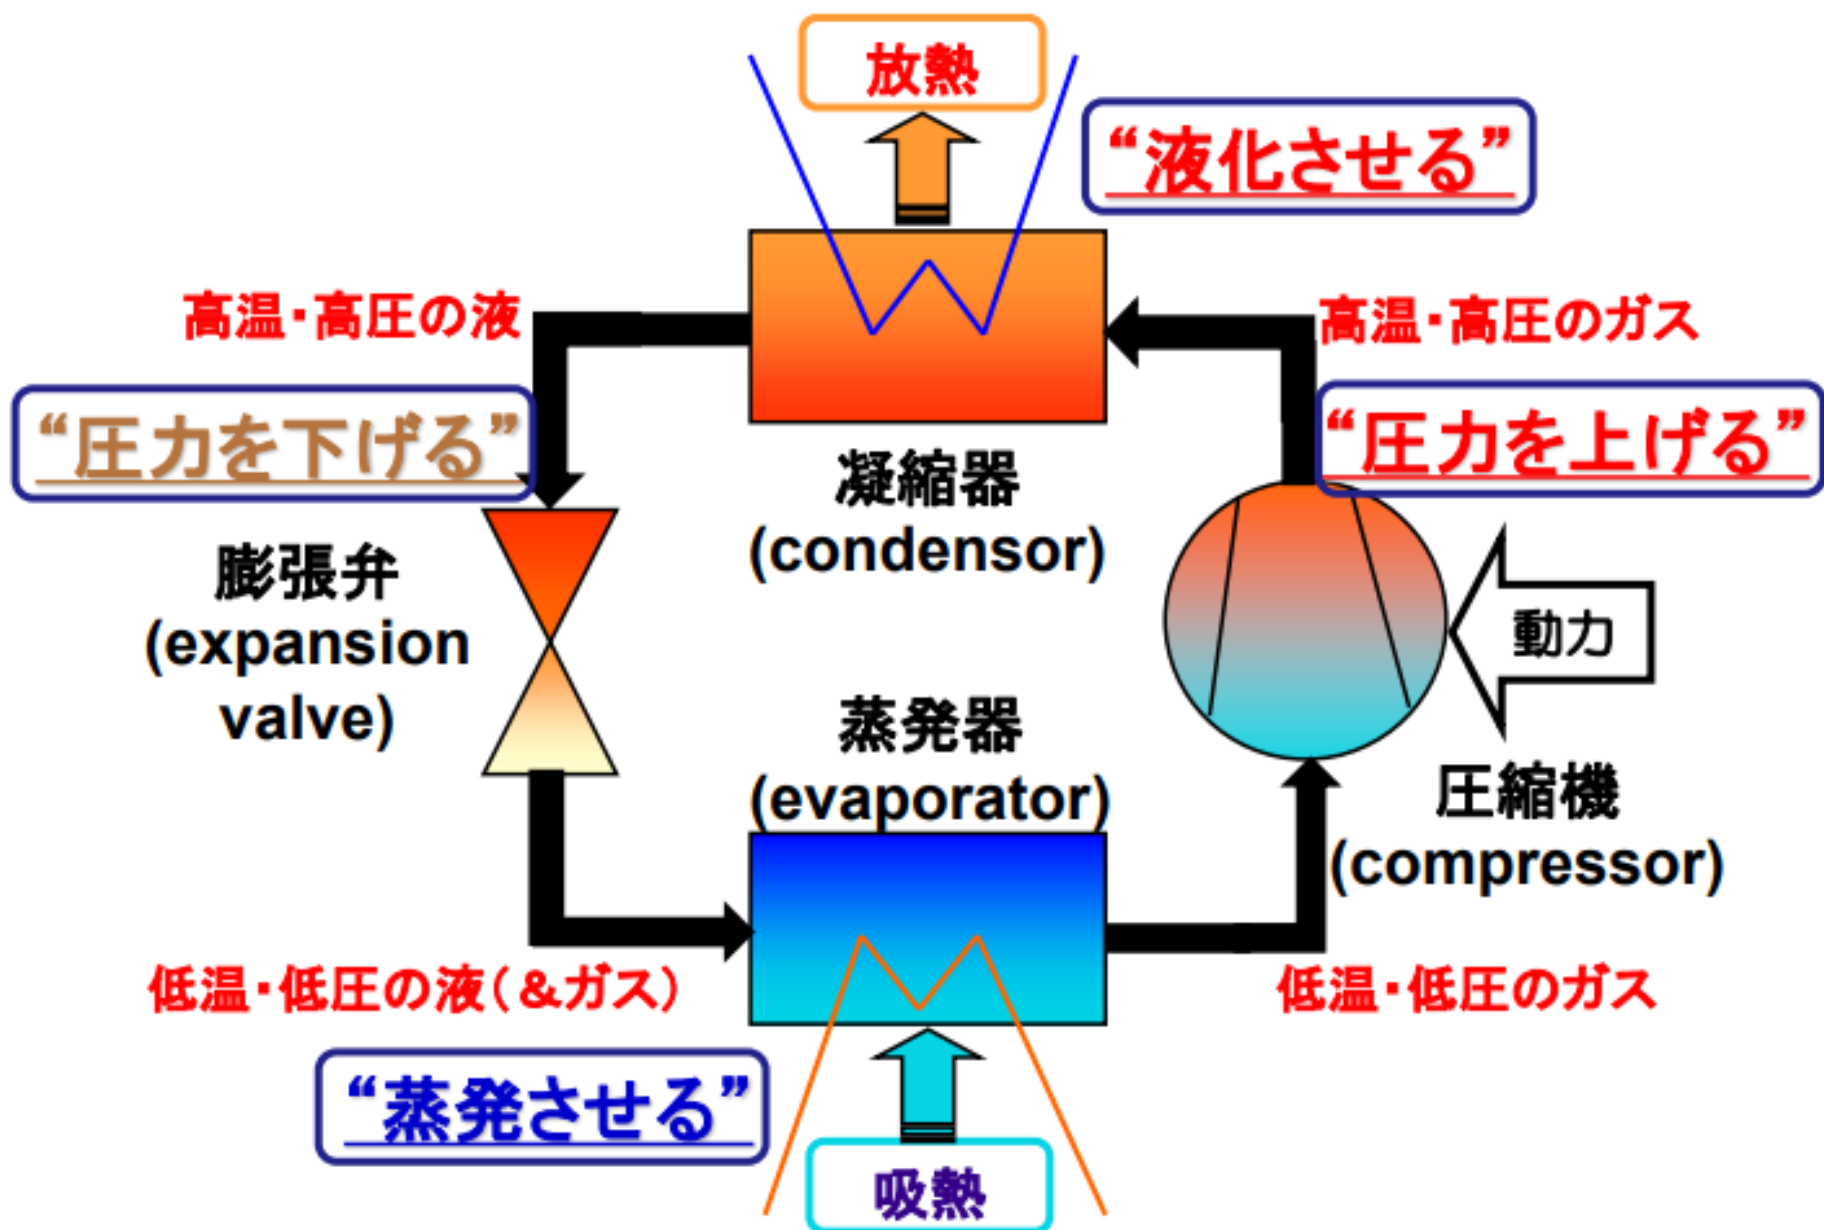 放熱
“液化させる”
高温・高圧の液
高温・高圧のガス
“圧力を下げる”
“圧力を上げる”
凝縮器
(condensor)
膨張弁
(expansion
valve)
動力
蒸発器
(evaporator)
圧縮機
(compressor)
低温・低圧の液(&ガス)
低温・低圧のガス
“蒸発させる”
吸熱